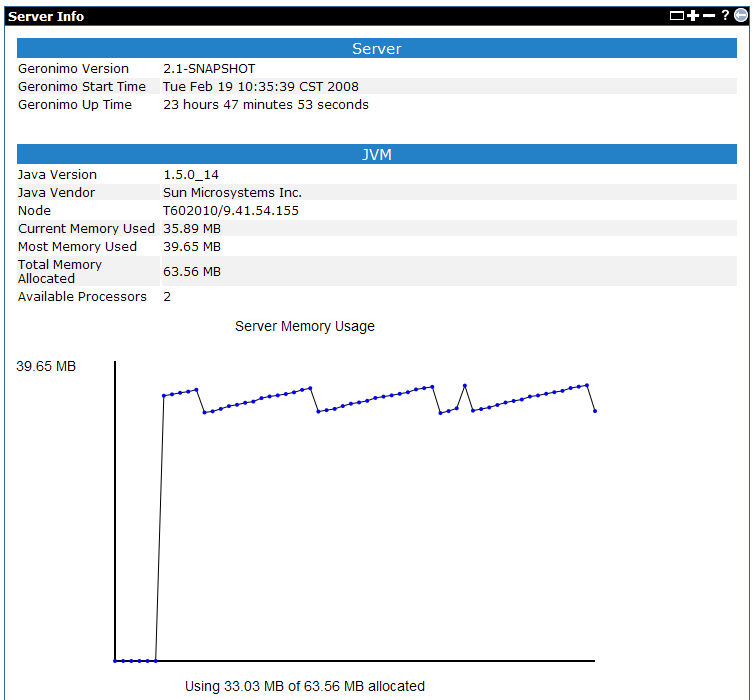 Server Info ?
Server
Geronimo Version 2.1-SNAPSHOT
Geronimo Start Time Tue Feb 19 10:35:39 CST 2008
Geronimo Up Time 23 hours 47 minutes 53 seconds
JVM
Java Version 1.5.0_14
Java Vendor Sun Microsystems Inc.
Node T602010/9.41.54.155
Current Memory Used 35.89 MB
Most Memory Used 39.65 MB
Total Memory
Allocated 63.56 MB
Available Processors 2
Server Memory Usage
39.65 MB
Using 33.03 MB of 63.56 MB allocated